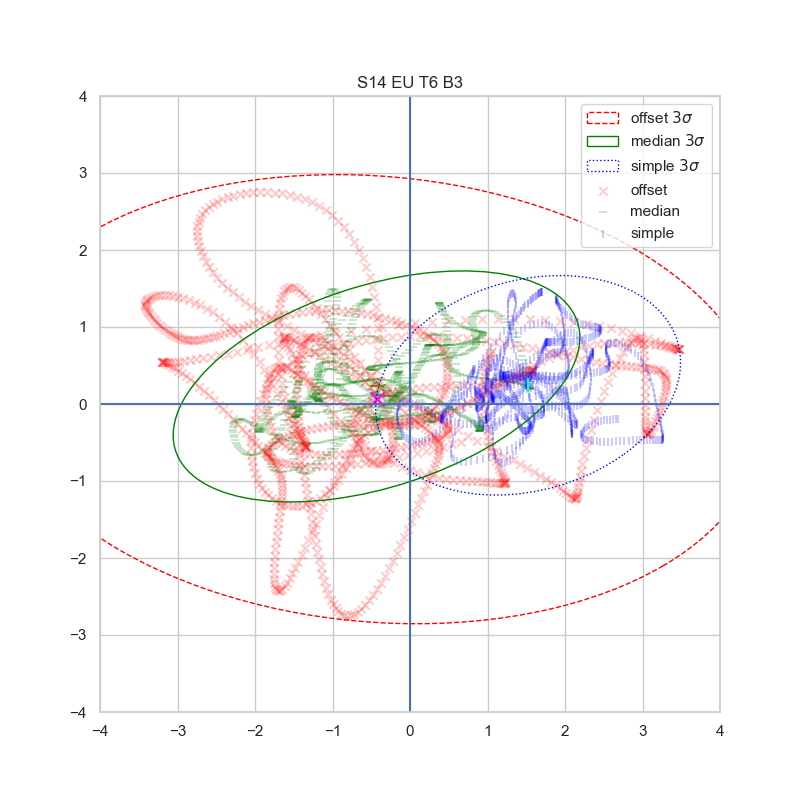 S14 EU T6 B3
offset 3σ
median 3σ
simple 3σ
offset
median
simple
4
3
2
1
0
−1
−2
−3
−4
−4 −3 −2 −1 0 1 2 3 4